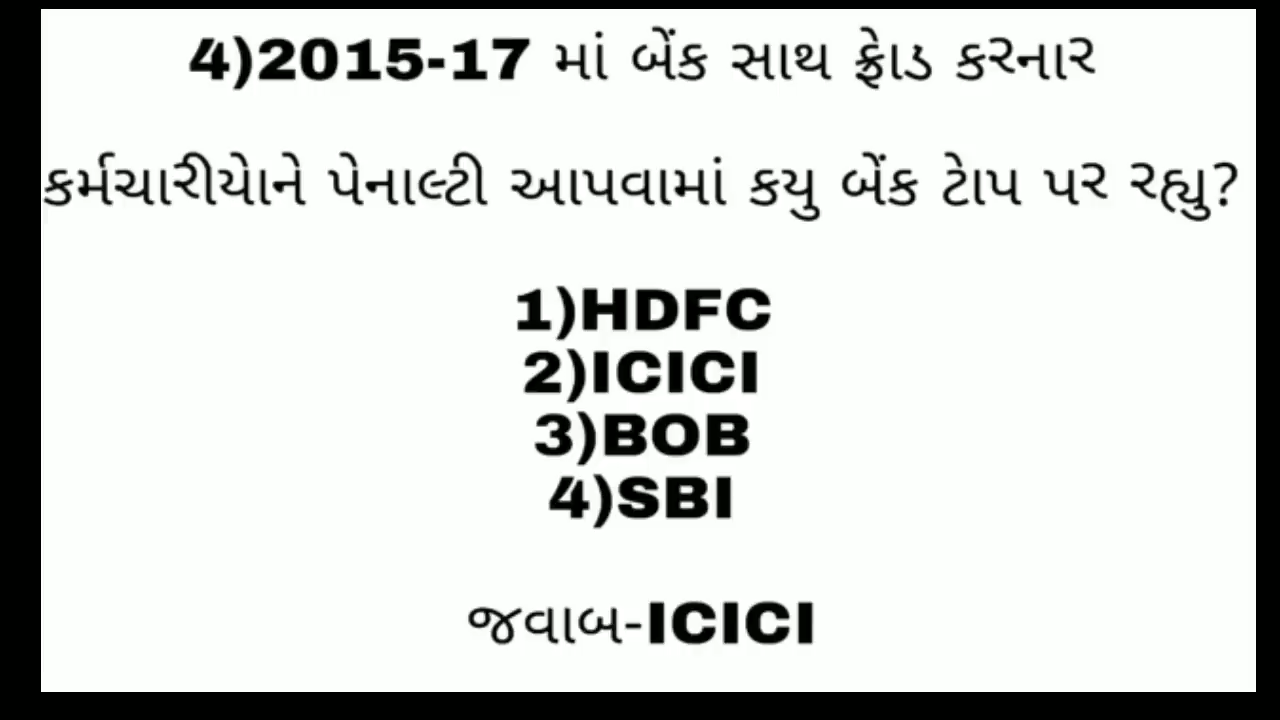 4)2015-17 માં બેંક સાથ ફ્રોડ કરનાર
કર્મચારીયોને પેનાલ્ટી આપવામાં કયુ બેંક ટોપ પર રહ્યુ?
1)HDFC
2)ICICI
3)BOB
4)SBI
જવાબ-ICICI